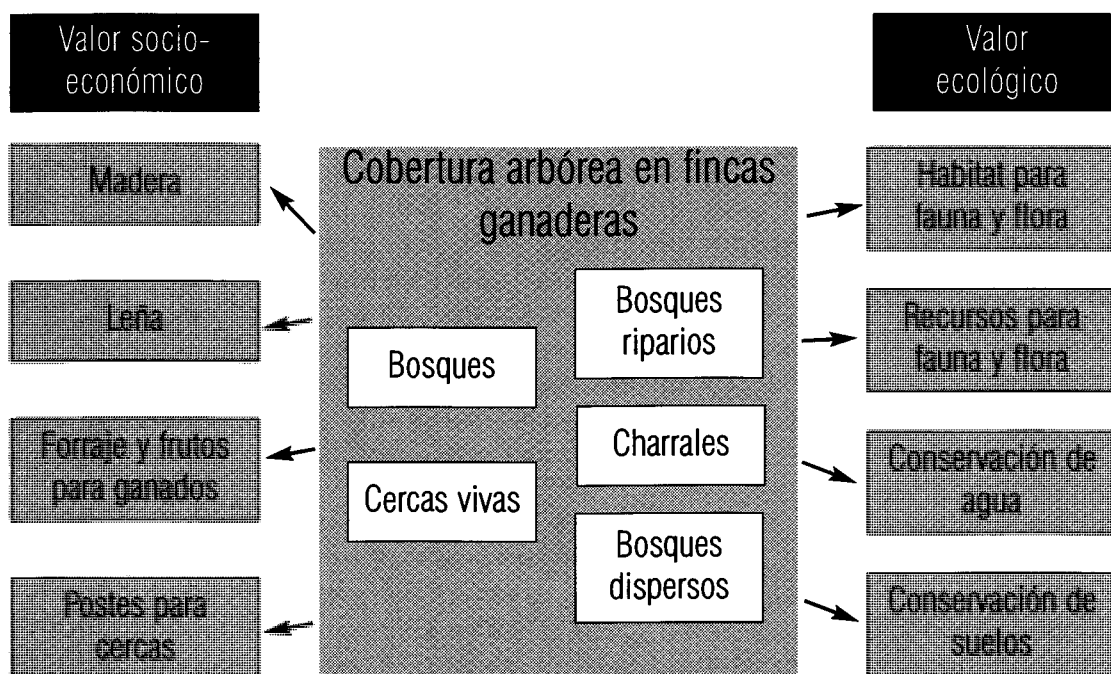 Valor socio-
económico
Madera
Leña
Forraje y frutos
para ganados
Postes para
cercas
Cobertura arbórea en fincas
ganaderas
Bosques
Cercas vivas
Bosques
riparios
Charrales
Bosques
dispersos
Valor
ecológico
Habitat para
fauna y flora
Recursos para
fauna y flora
Conservación de
agua
Conservación de
suelos